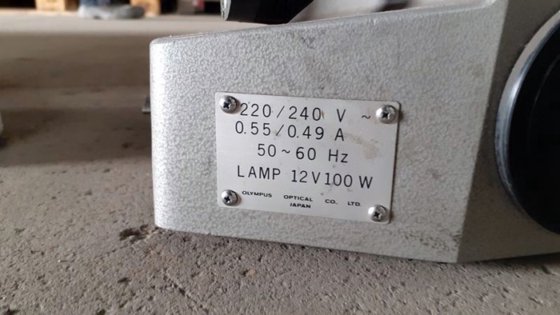 220/240 V ~
0.55/0.49 A
50~60 Hz
LAMP 12V100W
OLYMPUS OPTICAL CO. LTD.
JAPAN